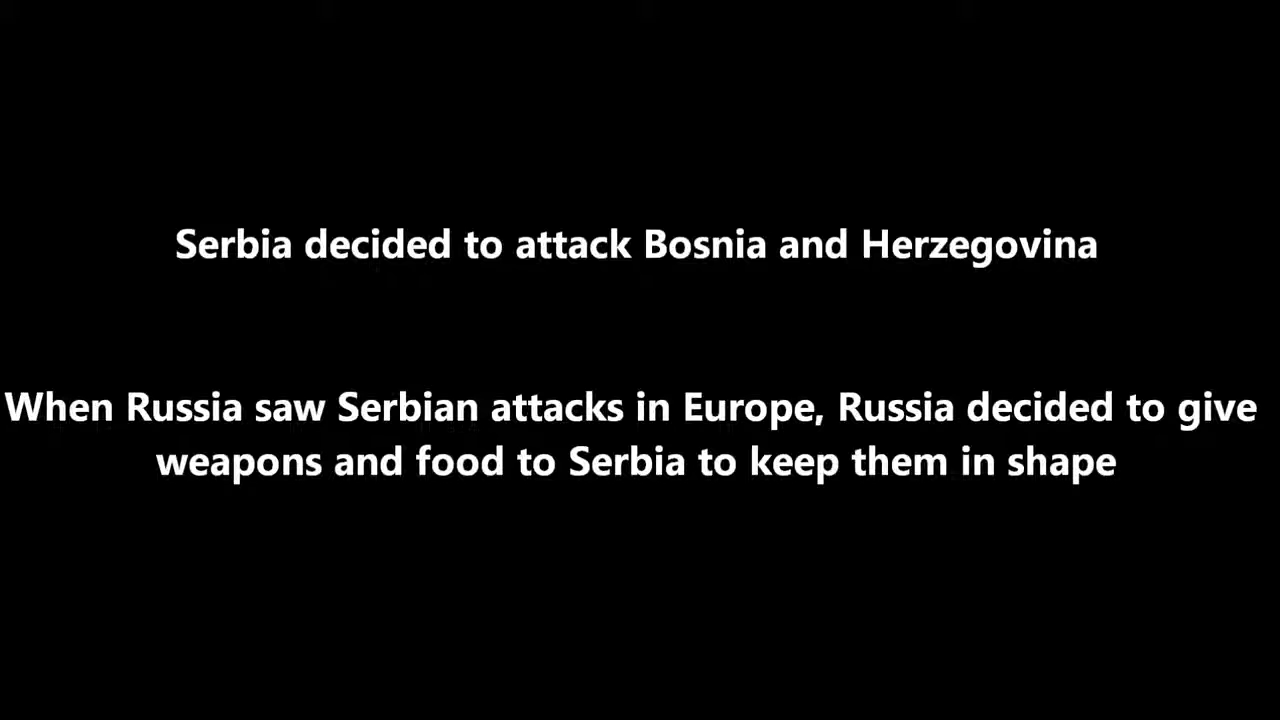 Serbia decided to attack Bosnia and Herzegovina
When Russia saw Serbian attacks in Europe, Russia decided to give
weapons and food to Serbia to keep them in shape